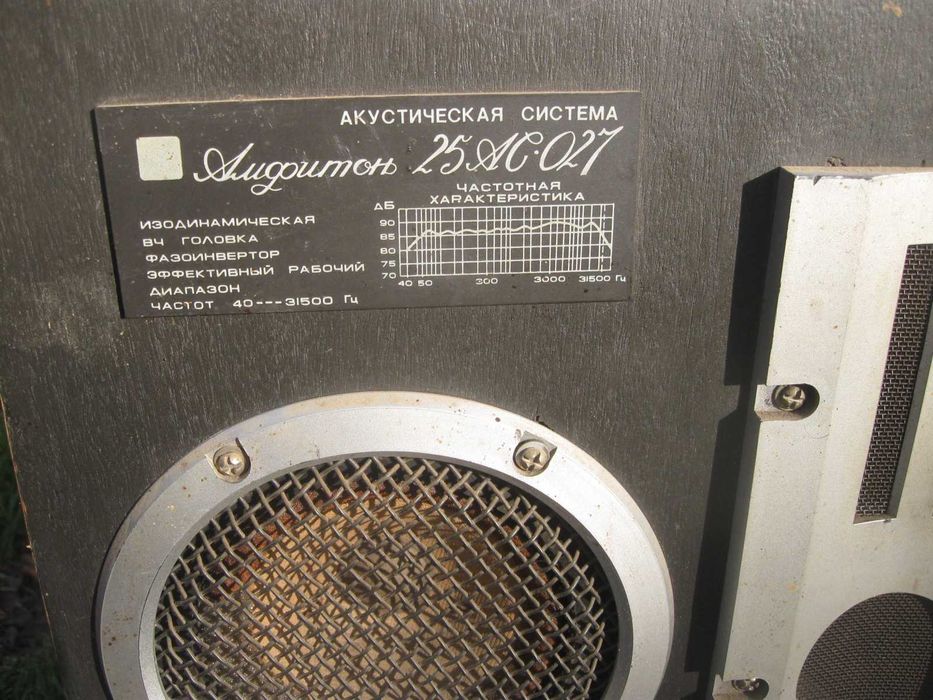 АКУСТИЧЕСКАЯ СИСТЕМА
Амфитон 25АС-027
ЧАСТОТНАЯ
ХАРАКТЕРИСТИКА
ДБ
90
85
80
75
70
40 50 300 3000 31500 Гц
ИЗОДИНАМИЧЕСКАЯ
ВЧ ГОЛОВКА
ФАЗОИНВЕРТОР
ЭФФЕКТИВНЫЙ РАБОЧИЙ
ДИАПАЗОН
ЧАСТОТ 40---31500 Гц